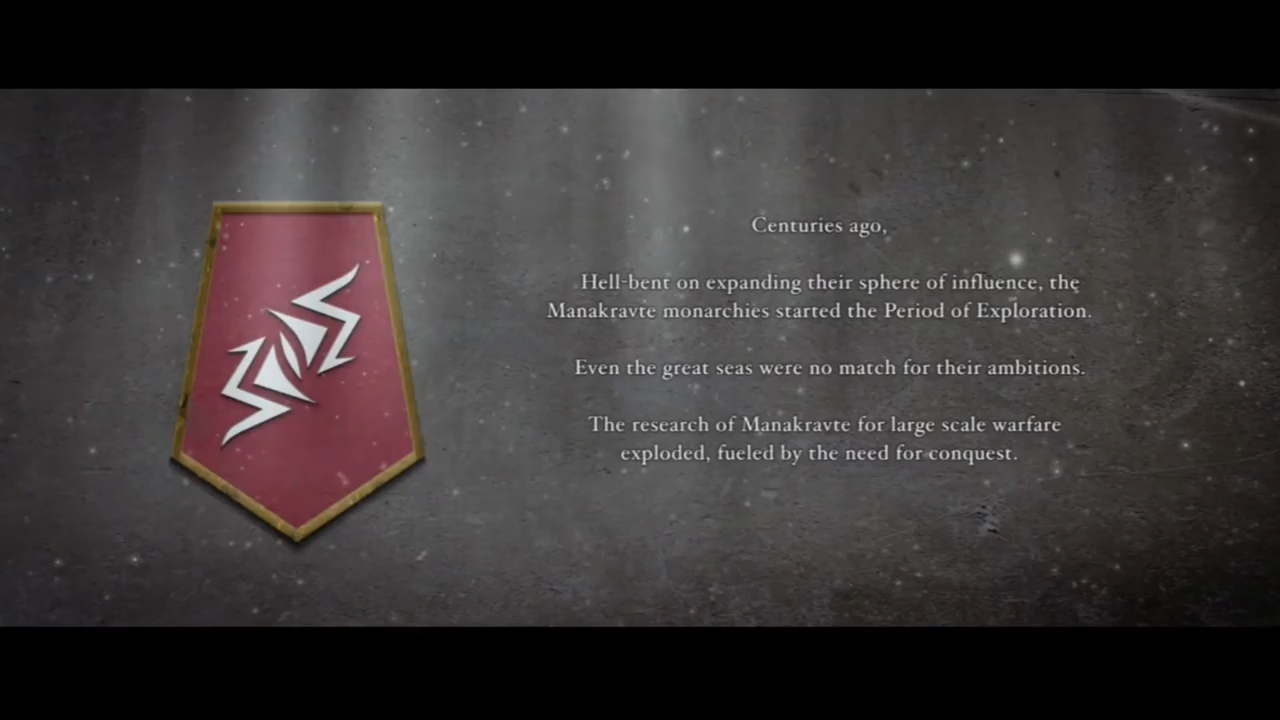 Centuries ago,
Hell-bent on expanding their sphere of influence, the
Manakravte monarchies started the Period of Exploration.
Even the great seas were no match for their ambitions.
The research of Manakravte for large scale warfare
exploded, fueled by the need for conquest.